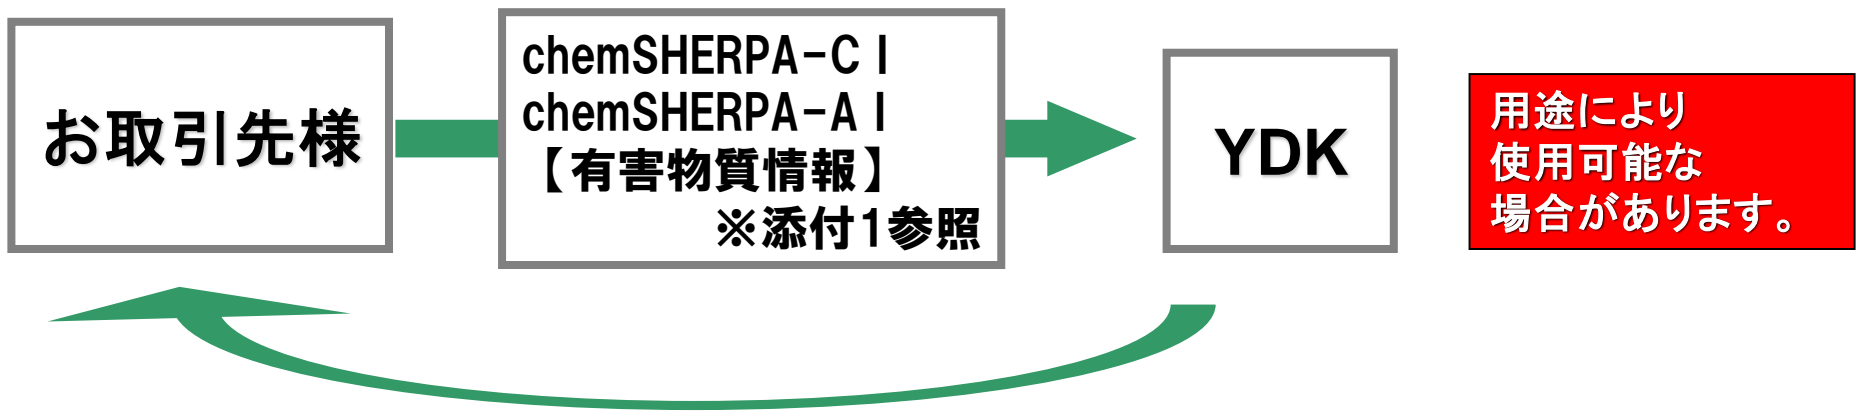 お取引先様
chemSHERPA-CI
chemSHERPA-AI
【有害物質情報】
※添付1参照
YDK
用途により
使用可能な
場合があります。